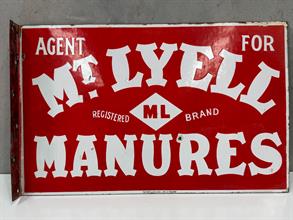 AGENT FOR
MT. LYELL
REGISTERED ML BRAND
MANURES